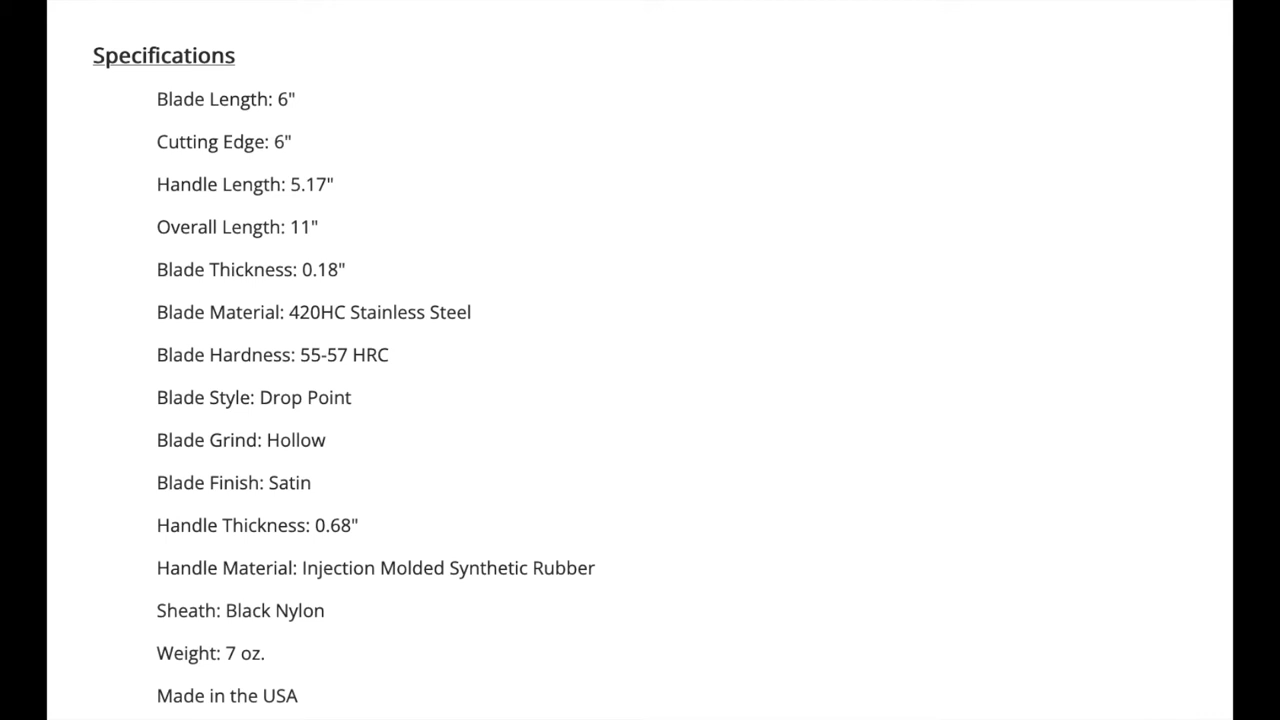 Specifications
Blade Length: 6"
Cutting Edge: 6"
Handle Length: 5.17"
Overall Length: 11"
Blade Thickness: 0.18"
Blade Material: 420HC Stainless Steel
Blade Hardness: 55-57 HRC
Blade Style: Drop Point
Blade Grind: Hollow
Blade Finish: Satin
Handle Thickness: 0.68"
Handle Material: Injection Molded Synthetic Rubber
Sheath: Black Nylon
Weight: 7 oz.
Made in the USA